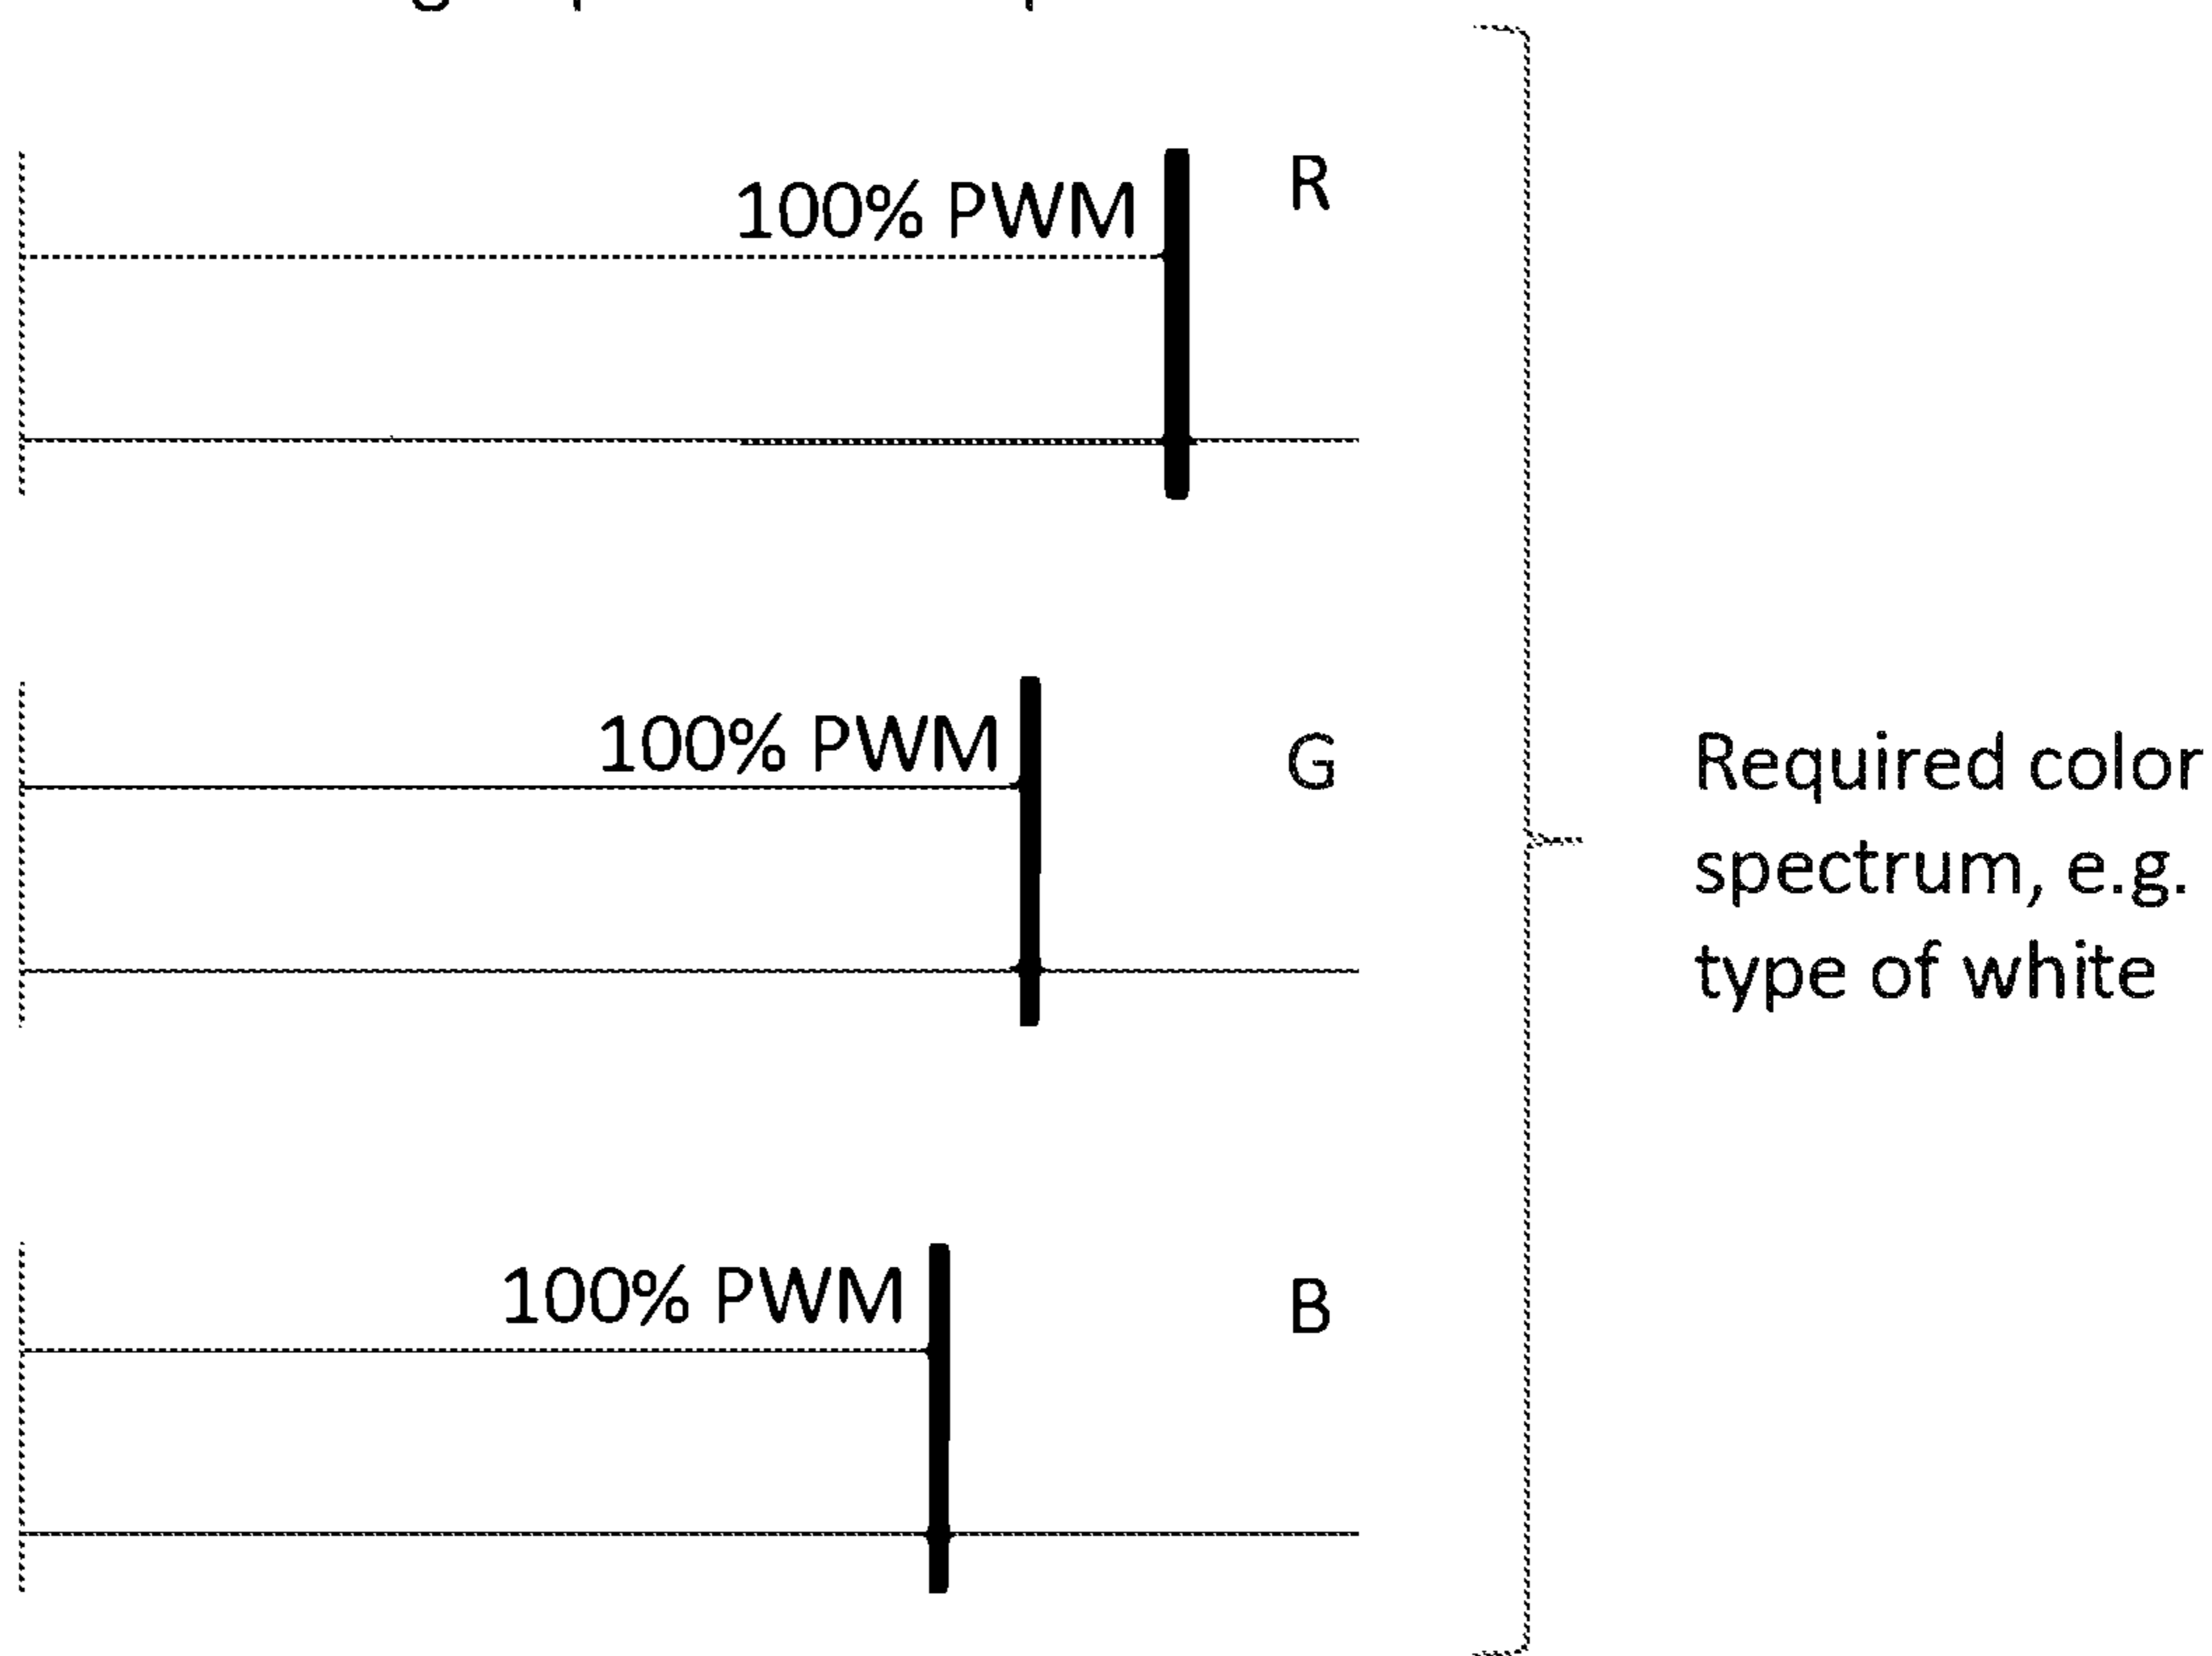 100% PWM R
100% PWM G
Required color
spectrum, e.g.
type of white
100% PWM B